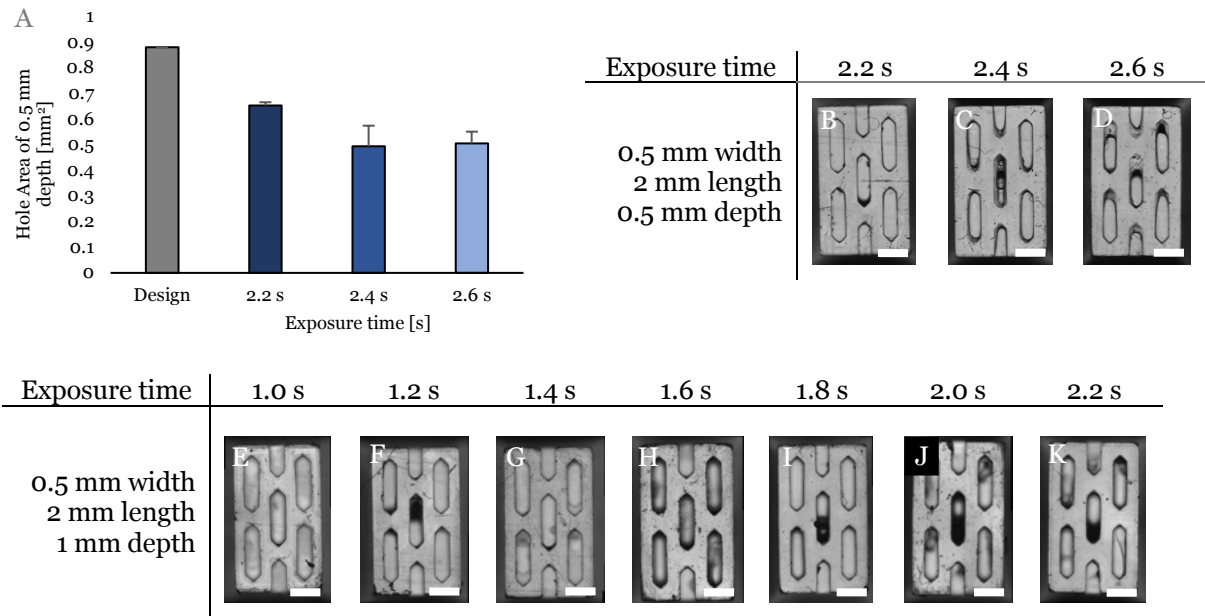 A
1
0.9
0.8
0.7
0.6
0.5
0.4
0.3
0.2
0.1
0
Hole Area of 0.5 mm
depth [mm²]
Design
2.2 s
2.4 s
2.6 s
Exposure time [s]
Exposure time 2.2 s 2.4 s 2.6 s
B C D
0.5 mm width
2 mm length
0.5 mm depth
Exposure time 1.0 s 1.2 s 1.4 s 1.6 s 1.8 s 2.0 s 2.2 s
E F G H I J K
0.5 mm width
2 mm length
1 mm depth